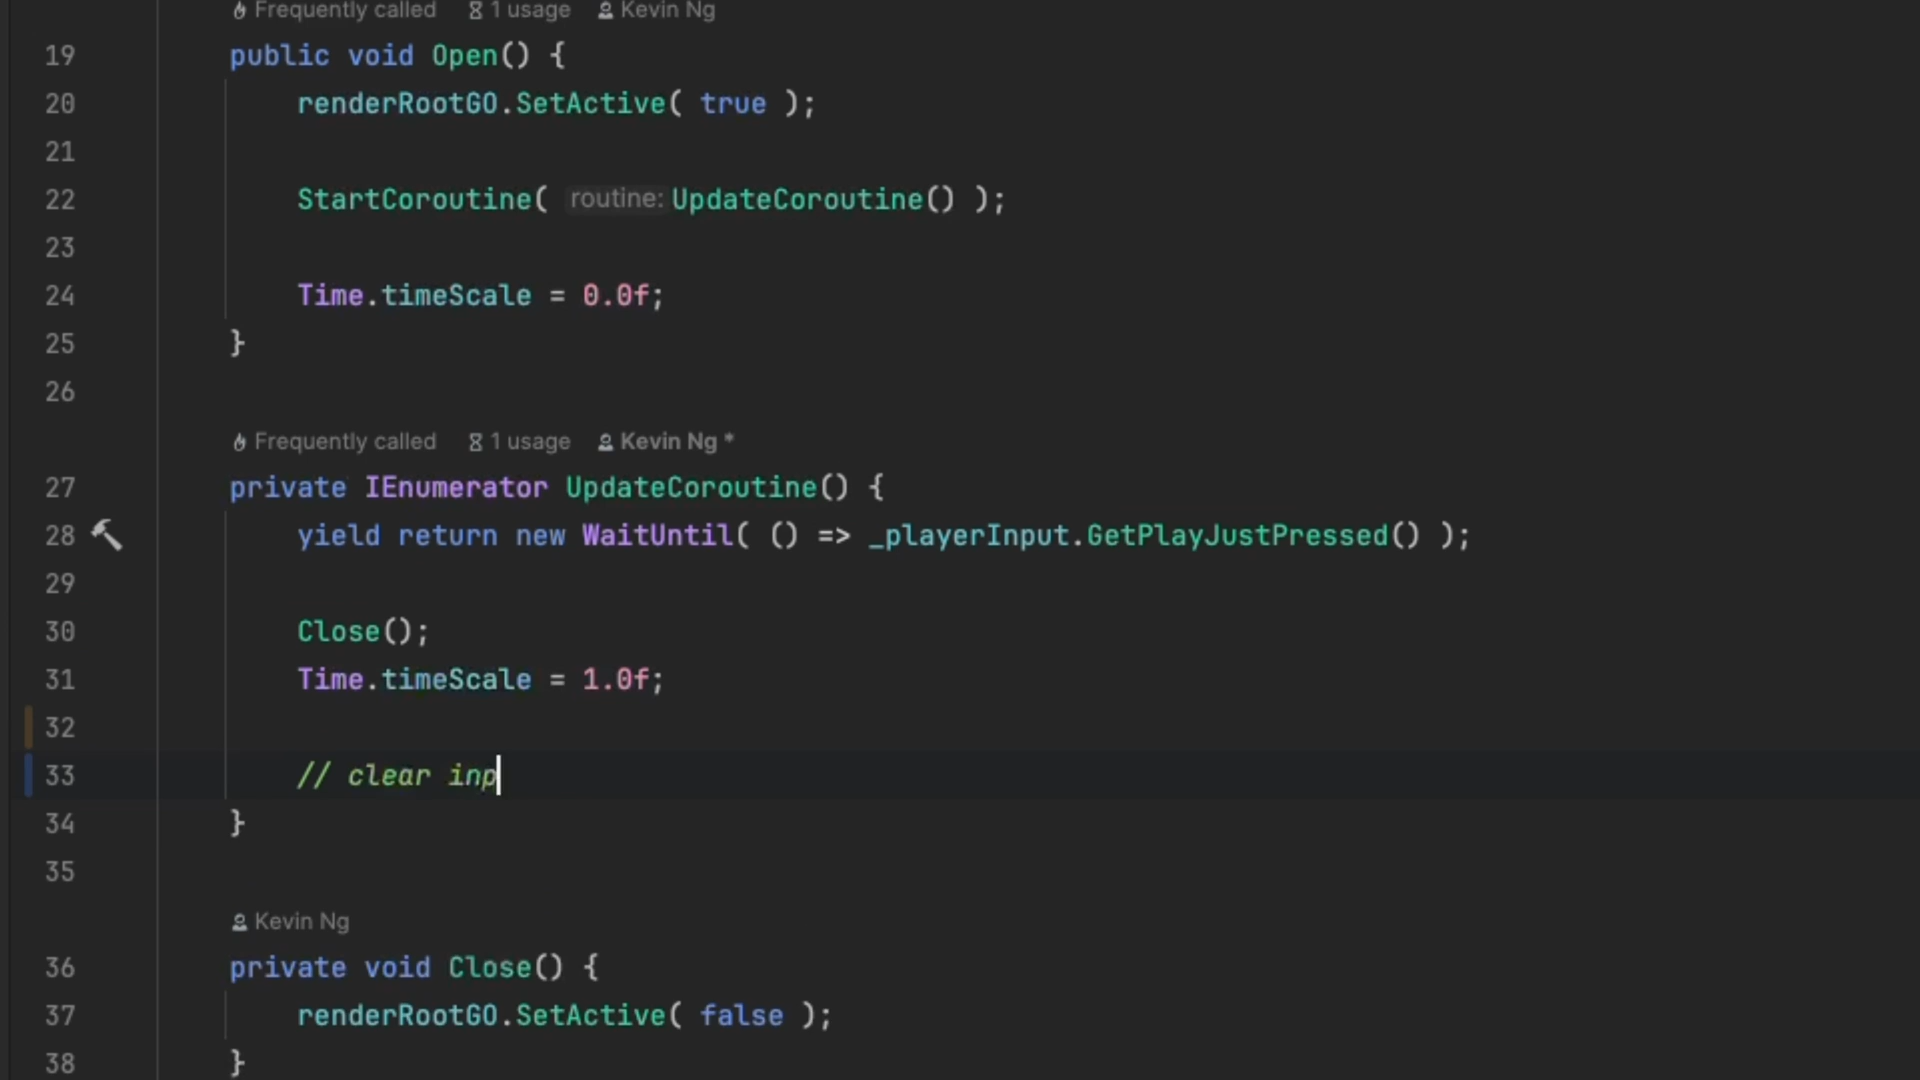 Frequently called 1 usage Kevin Ng
19 public void Open() {
20 renderRootGO.SetActive( true );
21
22 StartCoroutine( routine: UpdateCoroutine() );
23
24 Time.timeScale = 0.0f;
25 }
26
Frequently called 1 usage Kevin Ng *
27 private IEnumerator UpdateCoroutine() {
28 yield return new WaitUntil( () => _playerInput.GetPlayJustPressed() );
29
30 Close();
31 Time.timeScale = 1.0f;
32
33 // clear inp
34 }
35
Kevin Ng
36 private void Close() {
37 renderRootGO.SetActive( false );
38 }